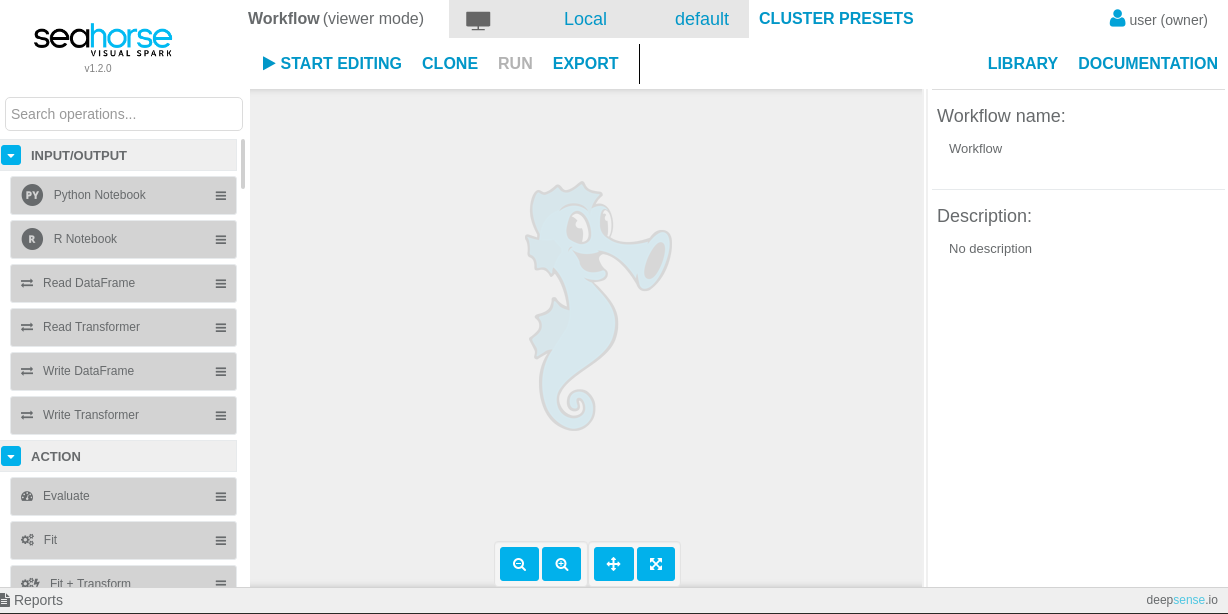 Workflow (viewer mode)
Local
default
CLUSTER PRESETS
user (owner)
seahorse
VISUAL SPARK
v1.2.0
START EDITING
CLONE
RUN
EXPORT
LIBRARY
DOCUMENTATION
Search operations...
INPUT/OUTPUT
PY Python Notebook
R R Notebook
Read DataFrame
Read Transformer
Write DataFrame
Write Transformer
ACTION
Evaluate
Fit
Fit + Transform
Workflow name:
Workflow
Description:
No description
Reports
deepsense.io